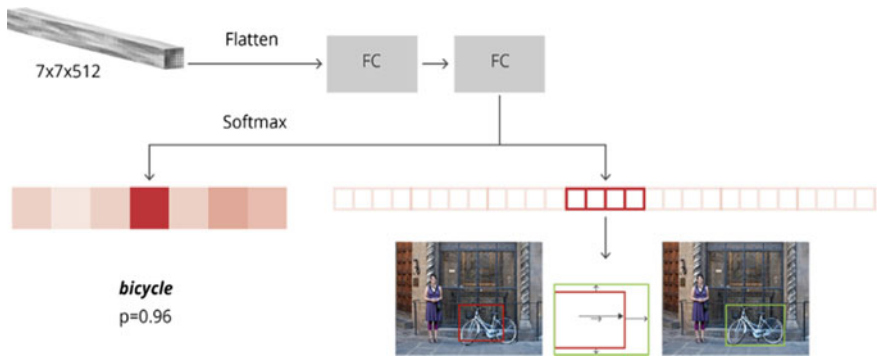 Flatten
7x7x512
FC
FC
Softmax
bicycle
p=0.96